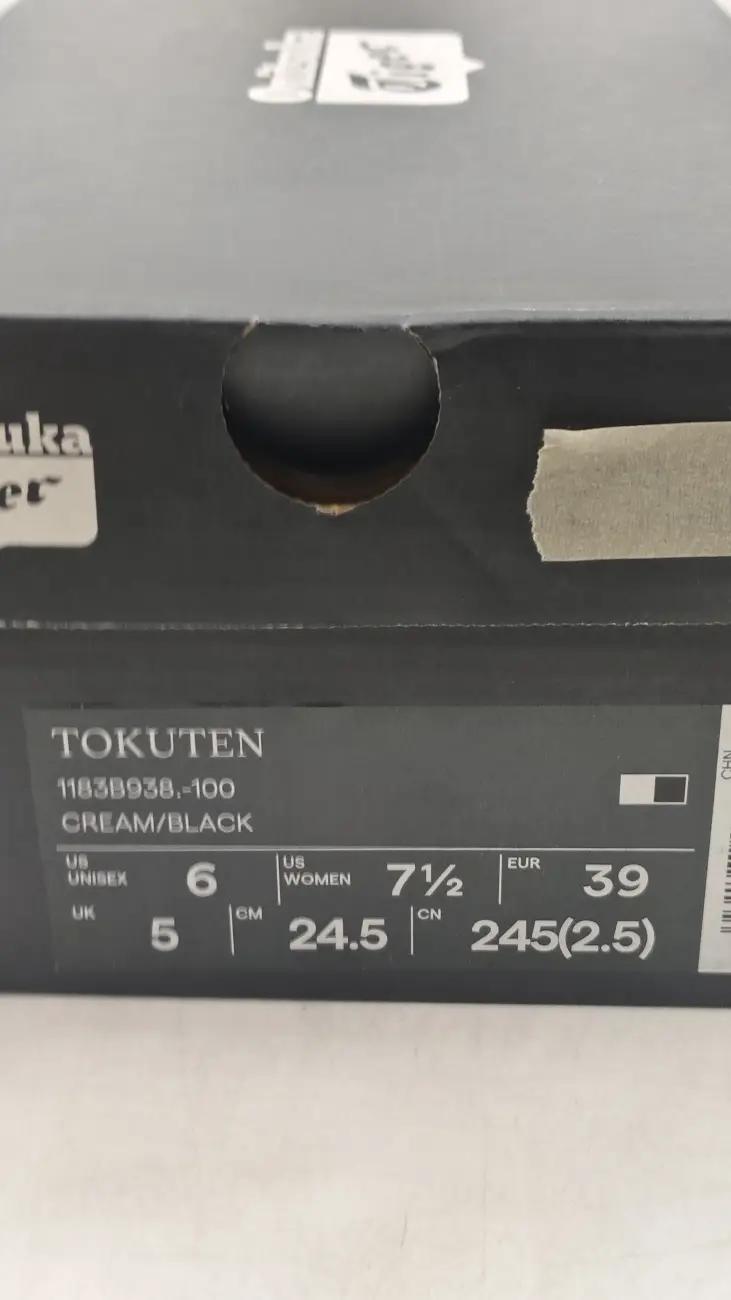 Tiger
uka
er
TOKUTEN
1183B938.-100
CREAM/BLACK
US UNISEX 6 US WOMEN 7½ EUR 39
UK 5 CM 24.5 CN 245(2.5)
CHN